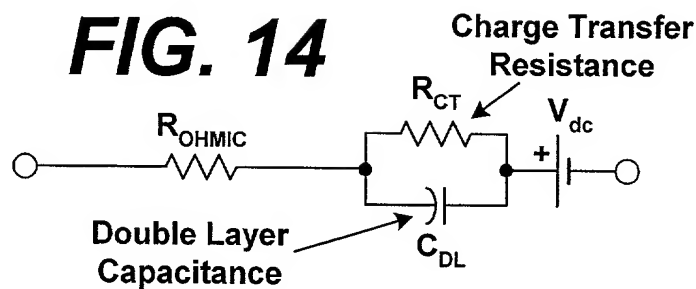 FIG. 14
Charge Transfer
Resistance
R_CT
V_dc
R_OHMIC
+
Double Layer
Capacitance
C_DL